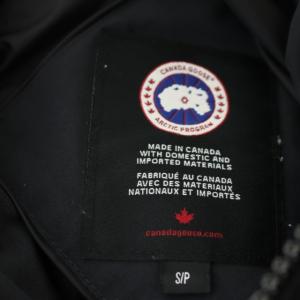 CANADA GOOSE
ARCTIC PROGRAM
MADE IN CANADA
WITH DOMESTIC AND
IMPORTED MATERIALS
FABRIQUÉ AU CANADA
AVEC DES MATERIAUX
NATIONAUX ET IMPORTÉS
canadagoose.com
S/P